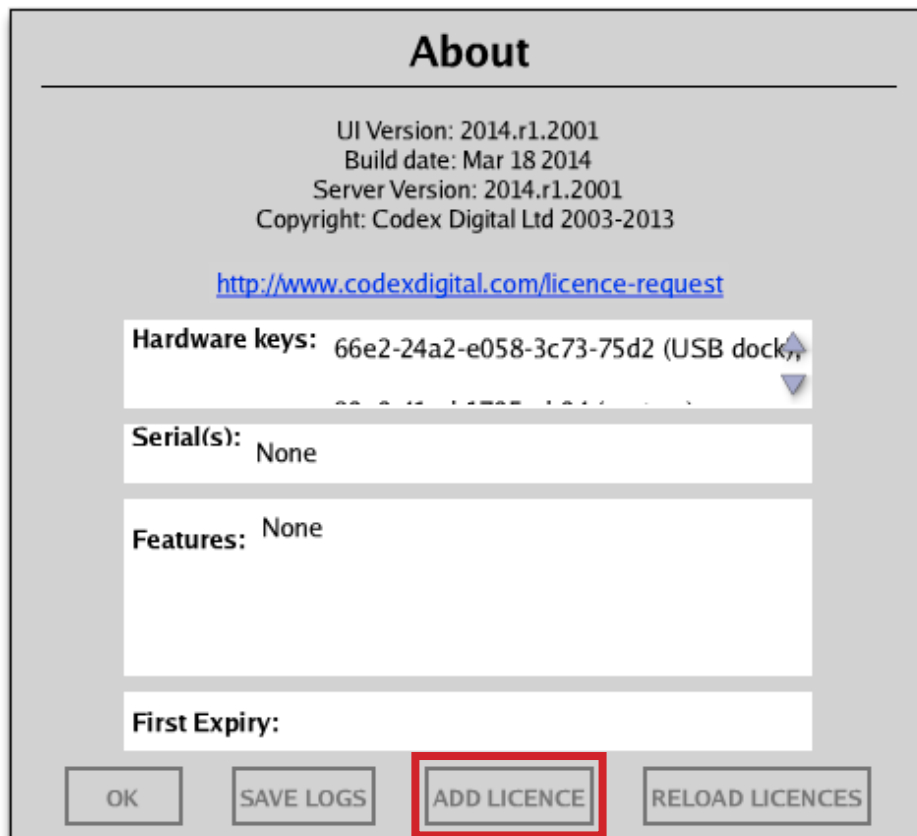 About
UI Version: 2014.r1.2001
Build date: Mar 18 2014
Server Version: 2014.r1.2001
Copyright: Codex Digital Ltd 2003-2013
http://www.codexdigital.com/licence-request
Hardware keys: 66e2-24a2-e058-3c73-75d2 (USB dock),
Serial(s): None
Features: None
First Expiry:
OK SAVE LOGS ADD LICENCE RELOAD LICENCES